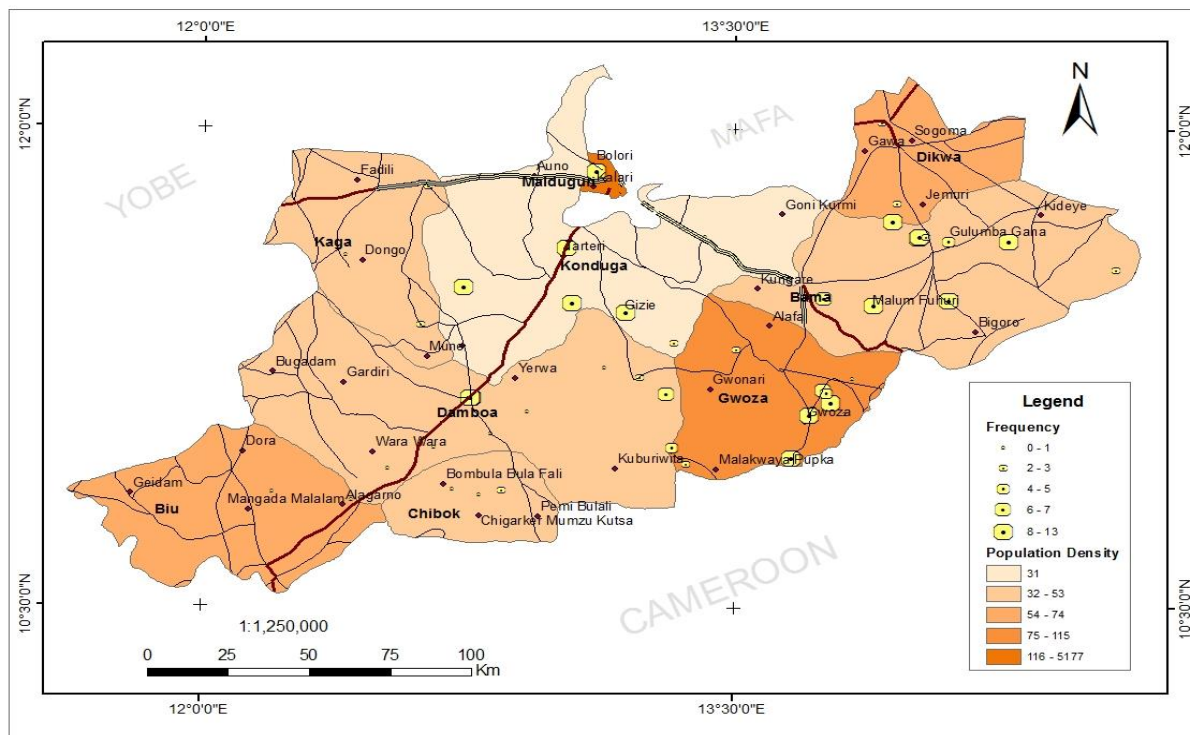 12°0'0"E
13°30'0"E
N
12°0'0"N
12°0'0"N
MAFA
YOBE
Sogoma
Gawa
Dikwa
Bolori
Auno
Fadili
Kalari
Jemuri
Kideye
Goni Kurmi
Gulumba Gana
Kaga
Dongo
Konduga
Kungare
Bama
Malum Fuhuri
Gizie
Alafa
Bigoro
Bugadam
Gardiri
Yerwa
Gwonari
Gwoza
Damboa
Gwoza
Dora
Wara Wara
Kuburiwita
Malakwaya Pupka
Bombula Bula Fali
Geidam
Mangada Malalam
Alagarno
Biu
Chibok
Pemi Bulali
Chigarker Mumzu Kutsa
CAMEROON
Legend
Frequency
0 - 1
2 - 3
4 - 5
6 - 7
8 - 13
Population Density
31
32 - 53
54 - 74
75 - 115
116 - 5177
10°30'0"N
10°30'0"N
1:1,250,000
0 25 50 75 100
Km
12°0'0"E
13°30'0"E